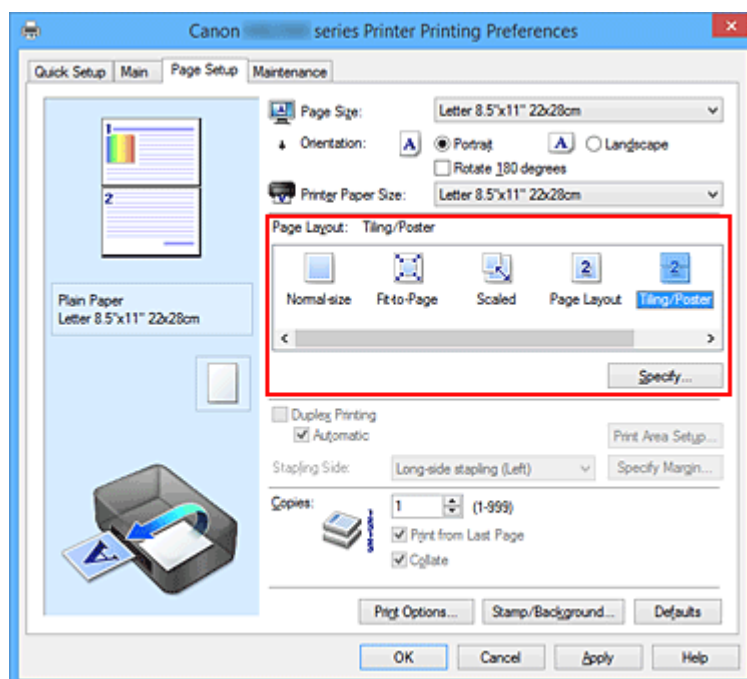 Canon series Printer Printing Preferences
Quick Setup Main Page Setup Maintenance
Page Size: Letter 8.5"x11" 22x28cm
Orientation: A Portrait A Landscape
Rotate 180 degrees
Printer Paper Size: Letter 8.5"x11" 22x28cm
Page Layout: Tiling/Poster
1
2
2 2
Normal-size Fit-to-Page Scaled Page Layout Tiling/Poster
Plain Paper
Letter 8.5"x11" 22x28cm
Specify...
Duplex Printing
Automatic Print Area Setup...
Stapling Side: Long-side stapling (Left) Specify Margin...
Copies: 1 (1-999)
Print from Last Page
Collate
A
Print Options... Stamp/Background... Defaults
OK Cancel Apply Help